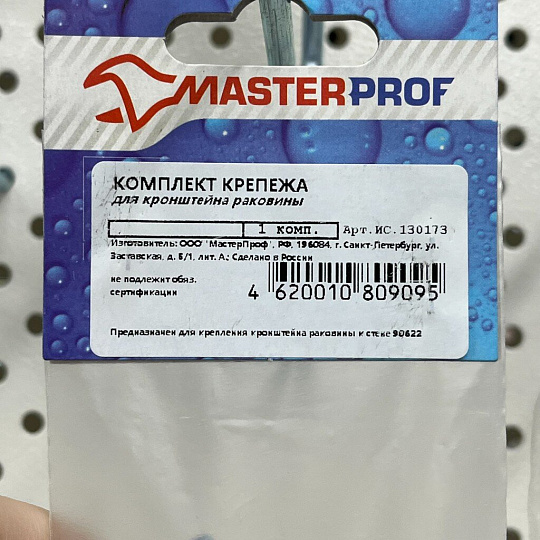 MASTERPROF
КОМПЛЕКТ КРЕПЕЖА
для кронштейна раковины
1 комп. Арт.ИС.130173
Изготовитель: ООО "МастерПроф", РФ, 196084, г. Санкт-Петербург, ул.
Заставская, д. 5/1, лит. А.; Сделано в России
не подлежит обяз.
сертификации
4 620010 809095
Предназначен для крепления кронштейна раковины к стене 90622